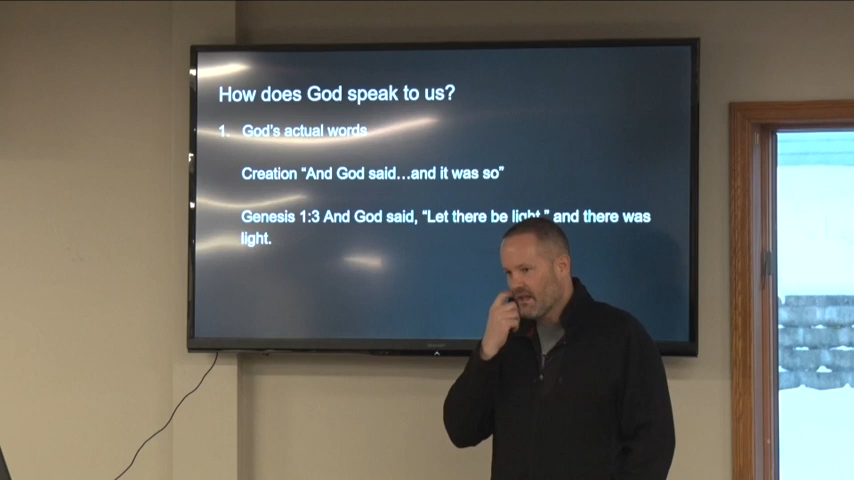 How does God speak to us?
1. God's actual words
Creation “And God said…and it was so”
Genesis 1:3 And God said, “Let there be light,” and there was
light.